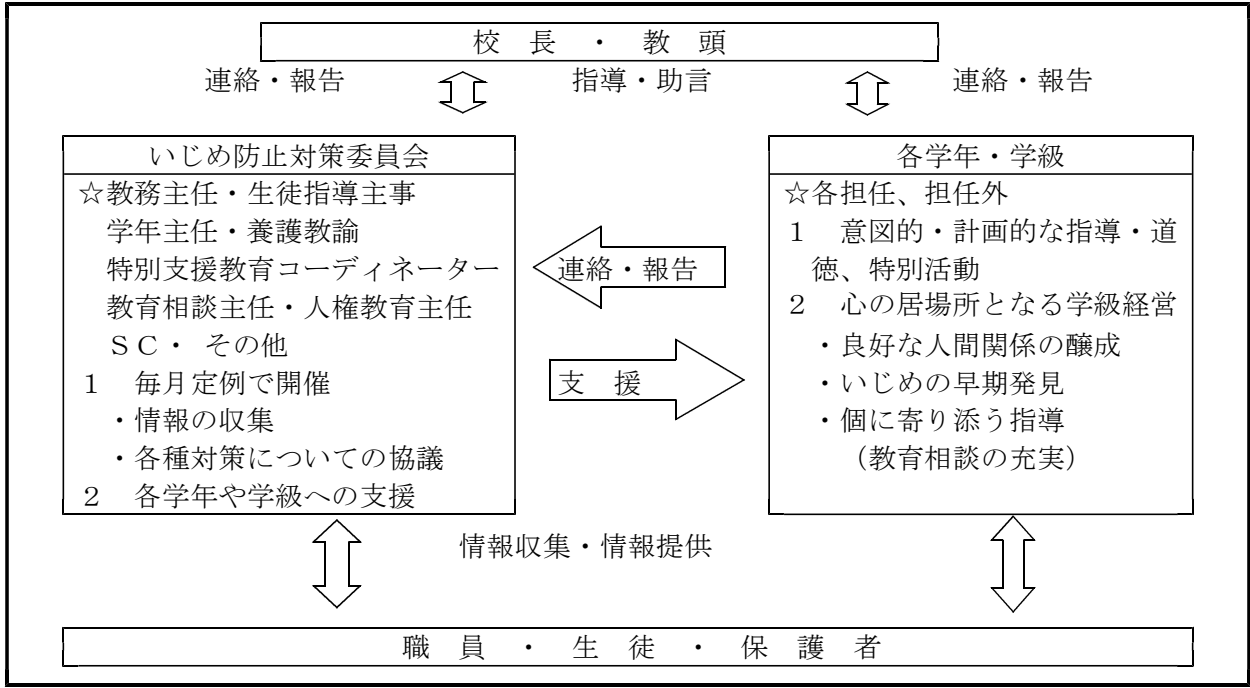 校　長　・　教　頭
連絡・報告　指導・助言　連絡・報告
いじめ防止対策委員会
☆教務主任・生徒指導主事
学年主任・養護教諭
特別支援教育コーディネーター
教育相談主任・人権教育主任
ＳＣ・ その他
１　毎月定例で開催
・情報の収集
・各種対策についての協議
２　各学年や学級への支援
連絡・報告
支　援
各学年・学級
☆各担任、担任外
１　意図的・計画的な指導・道
徳、特別活動
２　心の居場所となる学級経営
・良好な人間関係の醸成
・いじめの早期発見
・個に寄り添う指導
（教育相談の充実）
情報収集・情報提供
職　員　・　生　徒　・　保　護　者